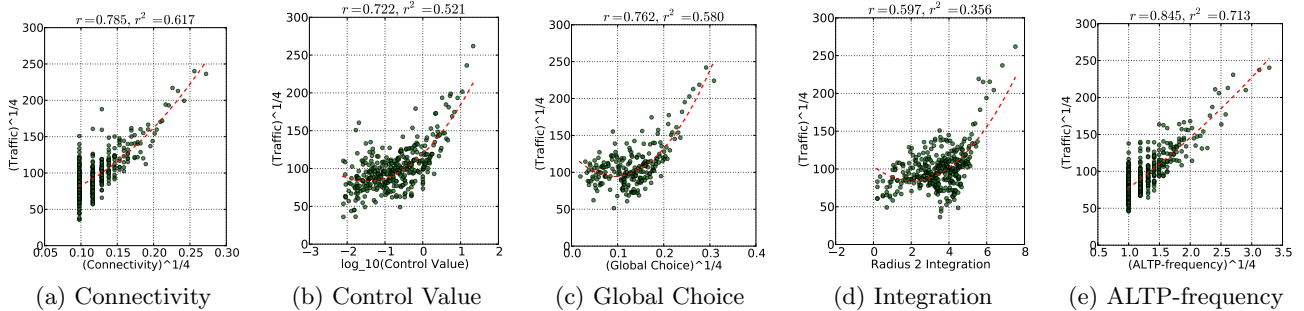 r=0.785, r² =0.617
300
250
200
150
100
50
0
(Traffic)^1/4
0.05 0.10 0.15 0.20 0.25 0.30
(Connectivity)^1/4
(a) Connectivity
r=0.722, r² =0.521
300
250
200
150
100
50
0
(Traffic)^1/4
−3 −2 −1 0 1 2
log_10(Control Value)
(b) Control Value
r=0.762, r² =0.580
300
250
200
150
100
50
0
(Traffic)^1/4
0.0 0.1 0.2 0.3 0.4
(Global Choice)^1/4
(c) Global Choice
r=0.597, r² =0.356
300
250
200
150
100
50
0
(Traffic)^1/4
−2 0 2 4 6 8
Radius 2 Integration
(d) Integration
r=0.845, r² =0.713
300
250
200
150
100
50
0
(Traffic)^1/4
0.5 1.0 1.5 2.0 2.5 3.0 3.5
(ALTP-frequency)^1/4
(e) ALTP-frequency